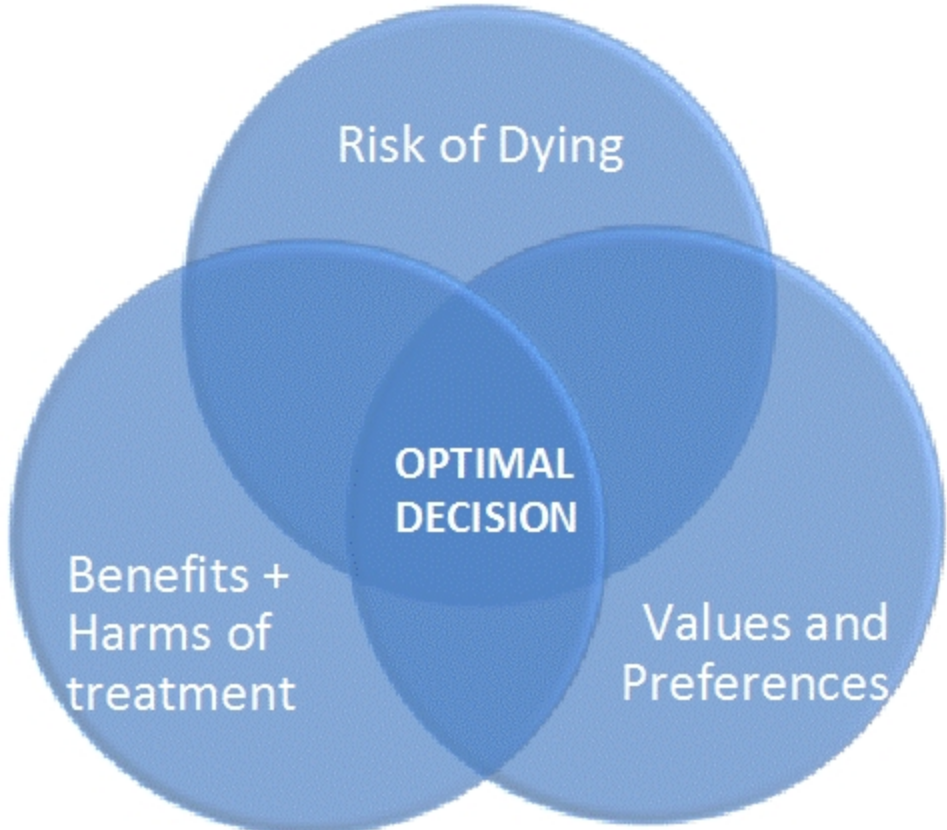 Risk of Dying
OPTIMAL
DECISION
Benefits +
Harms of
treatment
Values and
Preferences